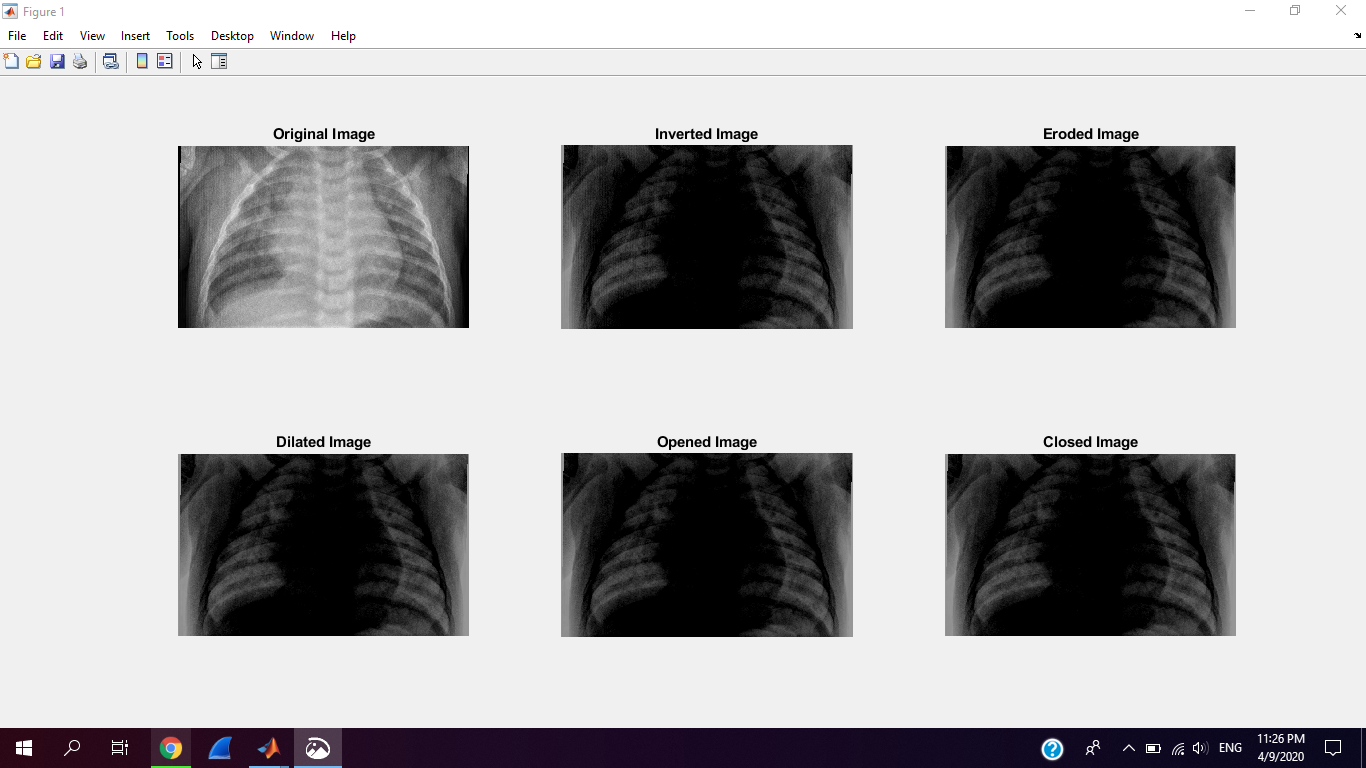 Figure 1
File Edit View Insert Tools Desktop Window Help
Original Image Inverted Image Eroded Image
Dilated Image Opened Image Closed Image
ENG 11:26 PM
4/9/2020